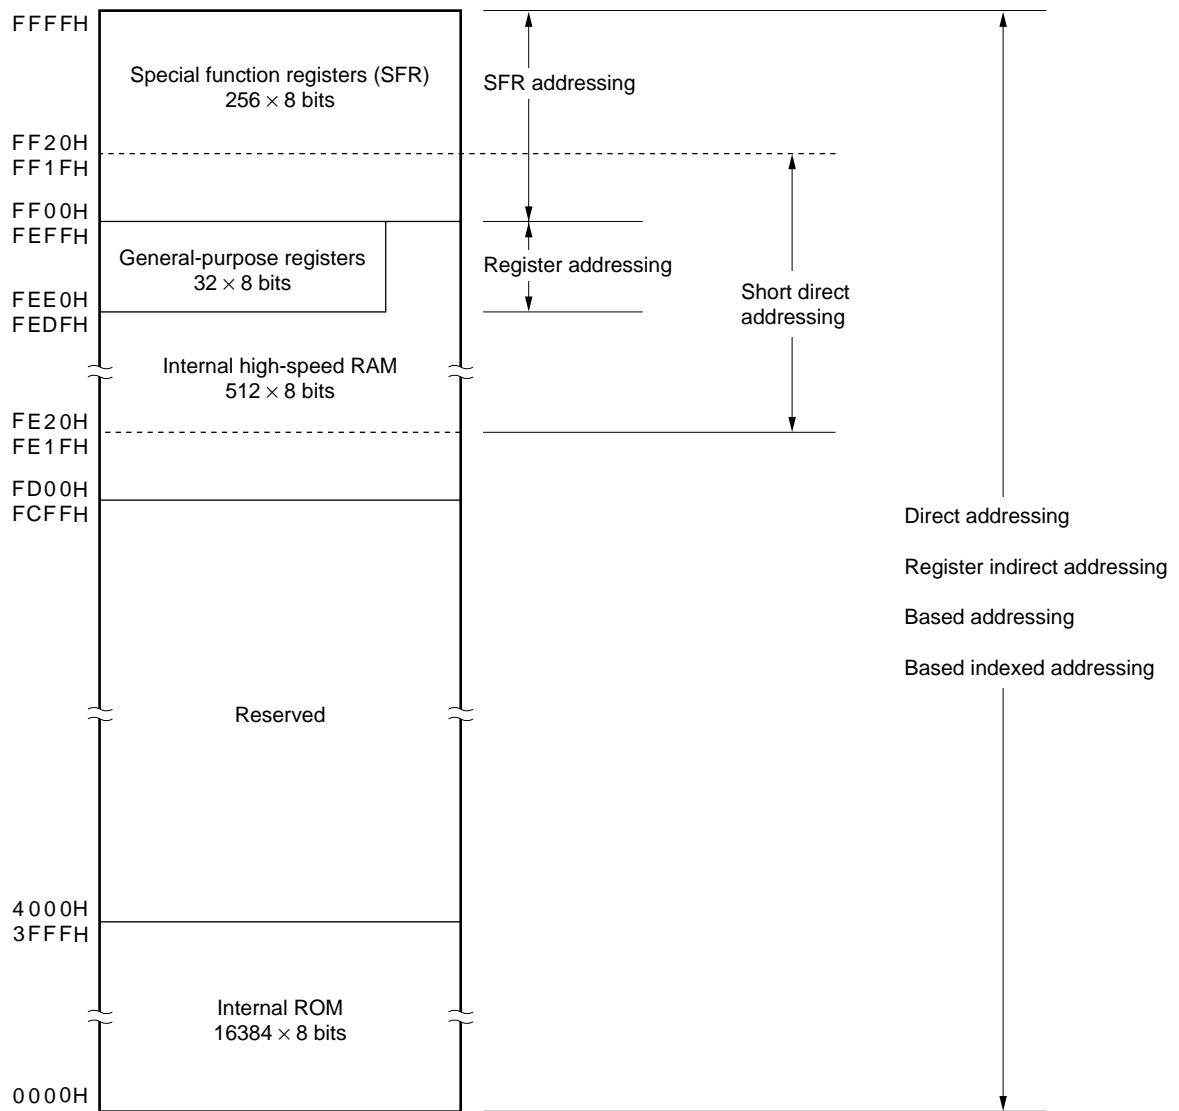 FFFFH
Special function registers (SFR)
256 × 8 bits
SFR addressing
FF20H
FF1FH
FF00H
FEFFH
General-purpose registers
32 × 8 bits
Register addressing
FEE0H
FEDFH
Short direct
addressing
Internal high-speed RAM
512 × 8 bits
FE20H
FE1FH
FD00H
FCFFH
Direct addressing
Register indirect addressing
Based addressing
Based indexed addressing
Reserved
4000H
3FFFH
Internal ROM
16384 × 8 bits
0000H